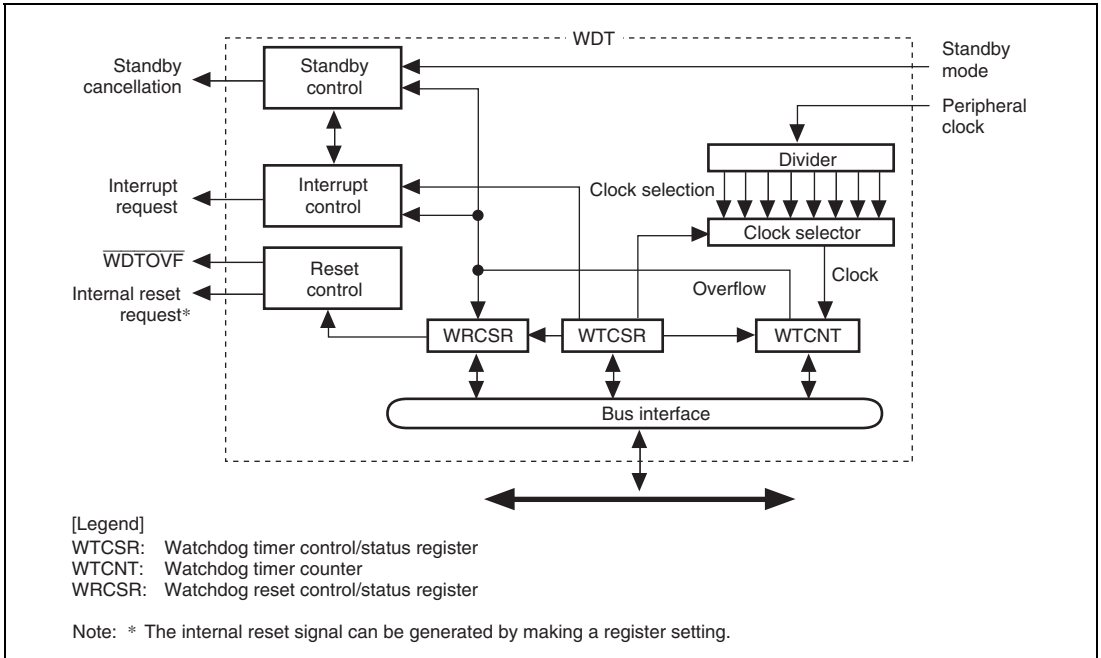 WDT
Standby
cancellation
Standby
control
Standby
mode
Peripheral
clock
Divider
Interrupt
request
Interrupt
control
Clock selection
Clock selector
WDTOVF
Internal reset
request*
Reset
control
Overflow
Clock
WRCSR
WTCSR
WTCNT
Bus interface
[Legend]
WTCSR: Watchdog timer control/status register
WTCNT: Watchdog timer counter
WRCSR: Watchdog reset control/status register
Note: * The internal reset signal can be generated by making a register setting.